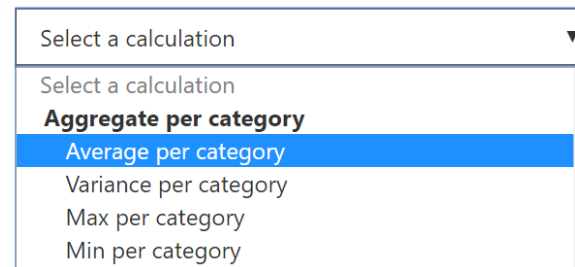 Select a calculation
Select a calculation
Aggregate per category
Average per category
Variance per category
Max per category
Min per category